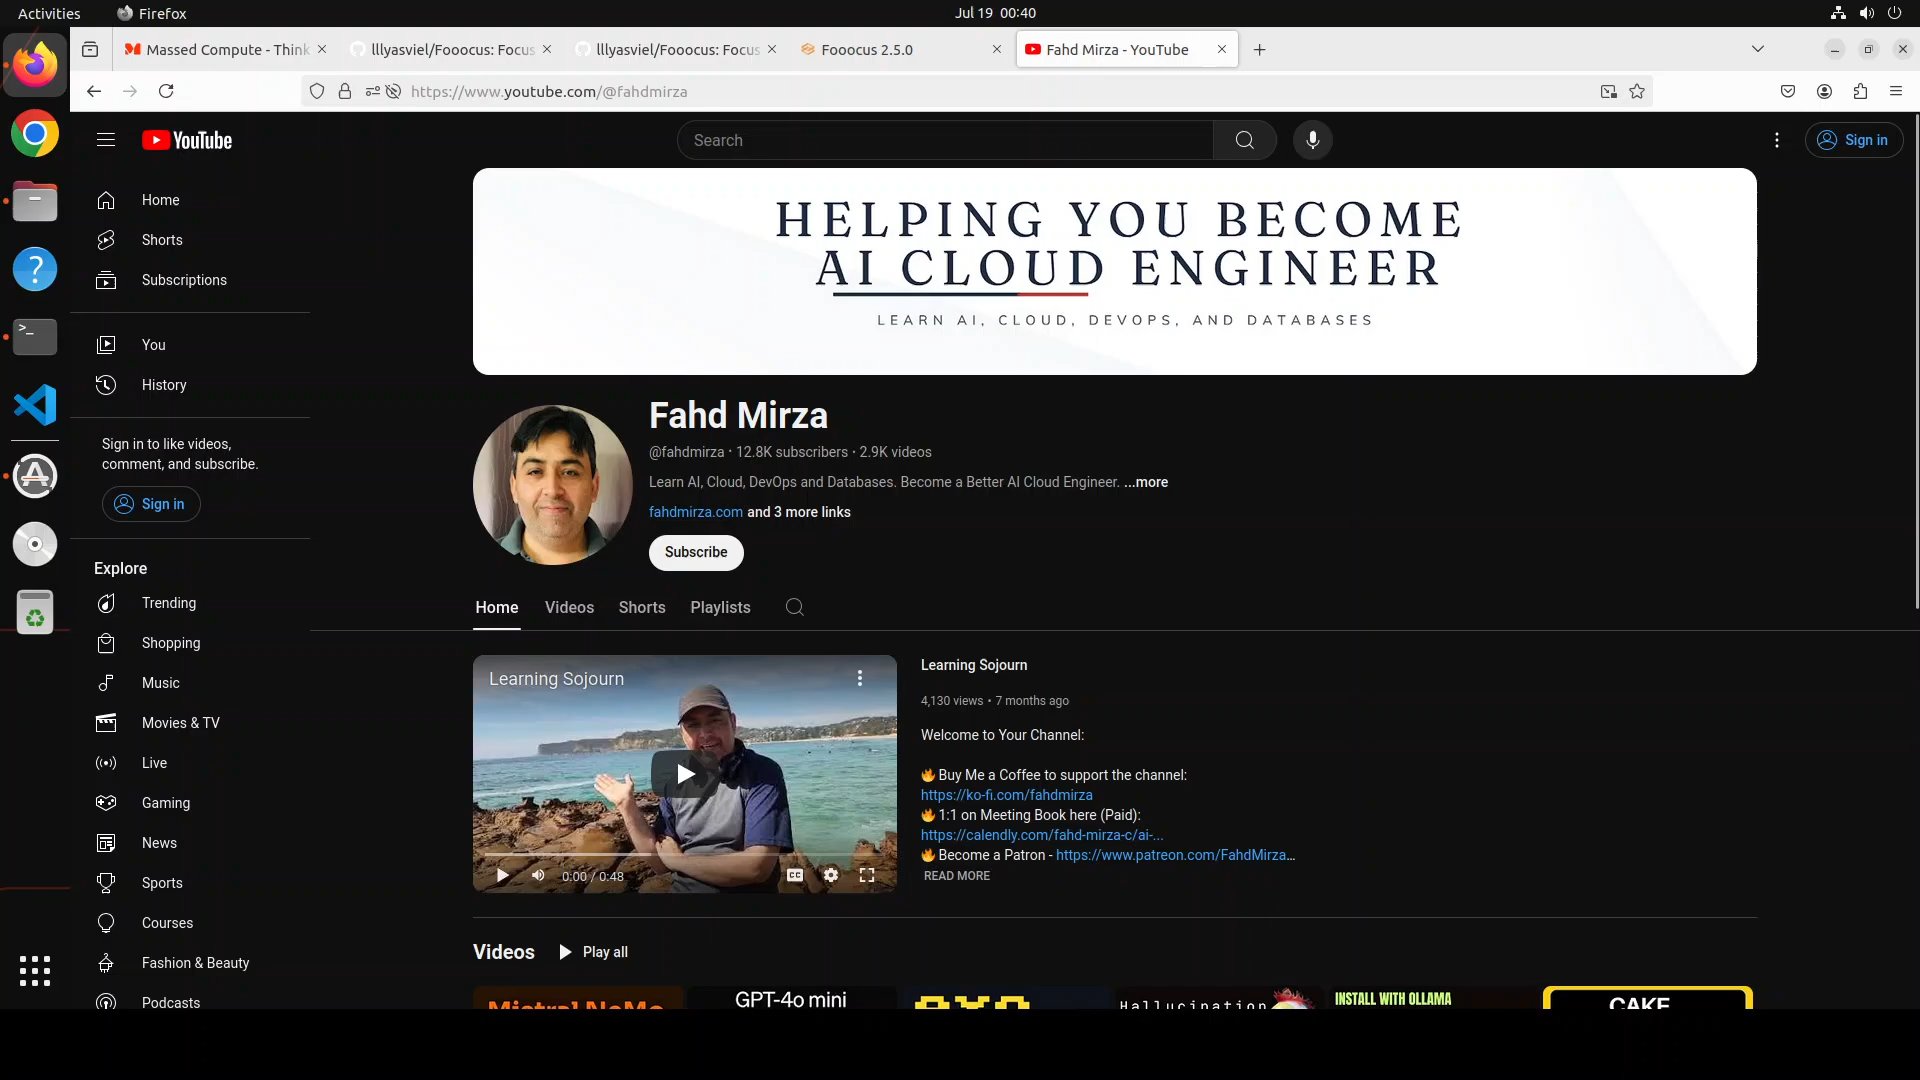 Activities Firefox Jul 19 00:40
Massed Compute - Think lllyasviel/Fooocus: Focus lllyasviel/Fooocus: Focus Fooocus 2.5.0 Fahd Mirza - YouTube
https://www.youtube.com/@fahdmirza
YouTube Search Sign in
Home
Shorts
Subscriptions
You
History
Sign in to like videos,
comment, and subscribe.
Sign in
Explore
Trending
Shopping
Music
Movies & TV
Live
Gaming
News
Sports
Courses
Fashion & Beauty
Podcasts
HELPING YOU BECOME
AI CLOUD ENGINEER
LEARN AI, CLOUD, DEVOPS, AND DATABASES
Fahd Mirza
@fahdmirza • 12.8K subscribers • 2.9K videos
Learn AI, Cloud, DevOps and Databases. Become a Better AI Cloud Engineer. ...more
fahdmirza.com and 3 more links
Subscribe
Home Videos Shorts Playlists
Learning Sojourn
0:00 / 0:48
CC
Learning Sojourn
4,130 views • 7 months ago
Welcome to Your Channel:
🔥 Buy Me a Coffee to support the channel:
https://ko-fi.com/fahdmirza
🔥 1:1 on Meeting Book here (Paid):
https://calendly.com/fahd-mirza-c/ai-...
🔥 Become a Patron - https://www.patreon.com/FahdMirza...
READ MORE
Videos Play all
Mistral NeMo GPT-4o mini Hallucination INSTALL WITH OLLAMA CAKE